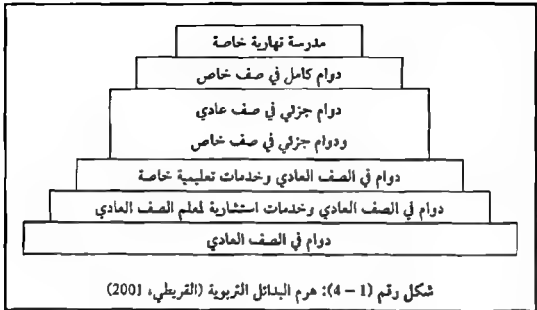 مدرسة نهارية خاصة
دوام كامل في صف خاص
دوام جزئي في صف عادي
ودوام جزئي في صف خاص
دوام في الصف العادي وخدمات تعليمية خاصة
دوام في الصف العادي وخدمات استشارية لمعلم الصف العادي
دوام في الصف العادي
شكل رقم (1 – 4): هرم البدائل التربوية (القريطي، 2001)